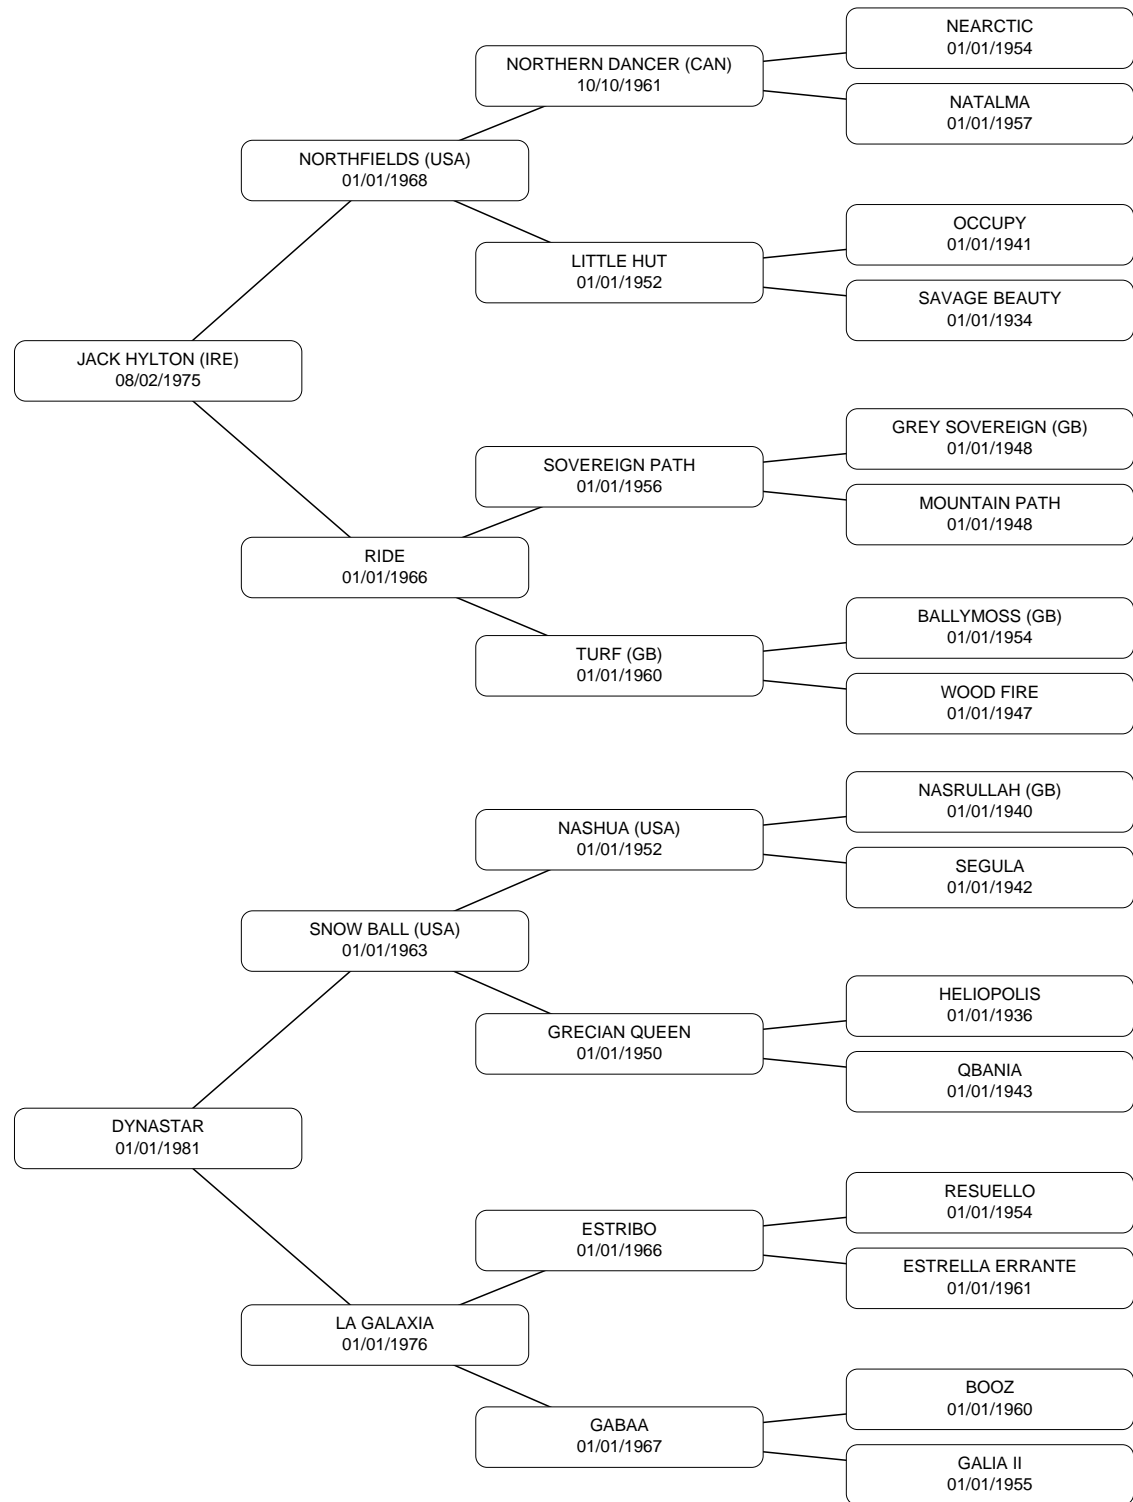 NEARCTIC
01/01/1954
NORTHERN DANCER (CAN)
10/10/1961
NATALMA
01/01/1957
NORTHFIELDS (USA)
01/01/1968
OCCUPY
01/01/1941
LITTLE HUT
01/01/1952
SAVAGE BEAUTY
01/01/1934
JACK HYLTON (IRE)
08/02/1975
GREY SOVEREIGN (GB)
01/01/1948
SOVEREIGN PATH
01/01/1956
MOUNTAIN PATH
01/01/1948
RIDE
01/01/1966
BALLYMOSS (GB)
01/01/1954
TURF (GB)
01/01/1960
WOOD FIRE
01/01/1947
NASRULLAH (GB)
01/01/1940
NASHUA (USA)
01/01/1952
SEGULA
01/01/1942
SNOW BALL (USA)
01/01/1963
HELIOPOLIS
01/01/1936
GRECIAN QUEEN
01/01/1950
QBANIA
01/01/1943
DYNASTAR
01/01/1981
RESUELLO
01/01/1954
ESTRIBO
01/01/1966
ESTRELLA ERRANTE
01/01/1961
LA GALAXIA
01/01/1976
BOOZ
01/01/1960
GABAA
01/01/1967
GALIA II
01/01/1955